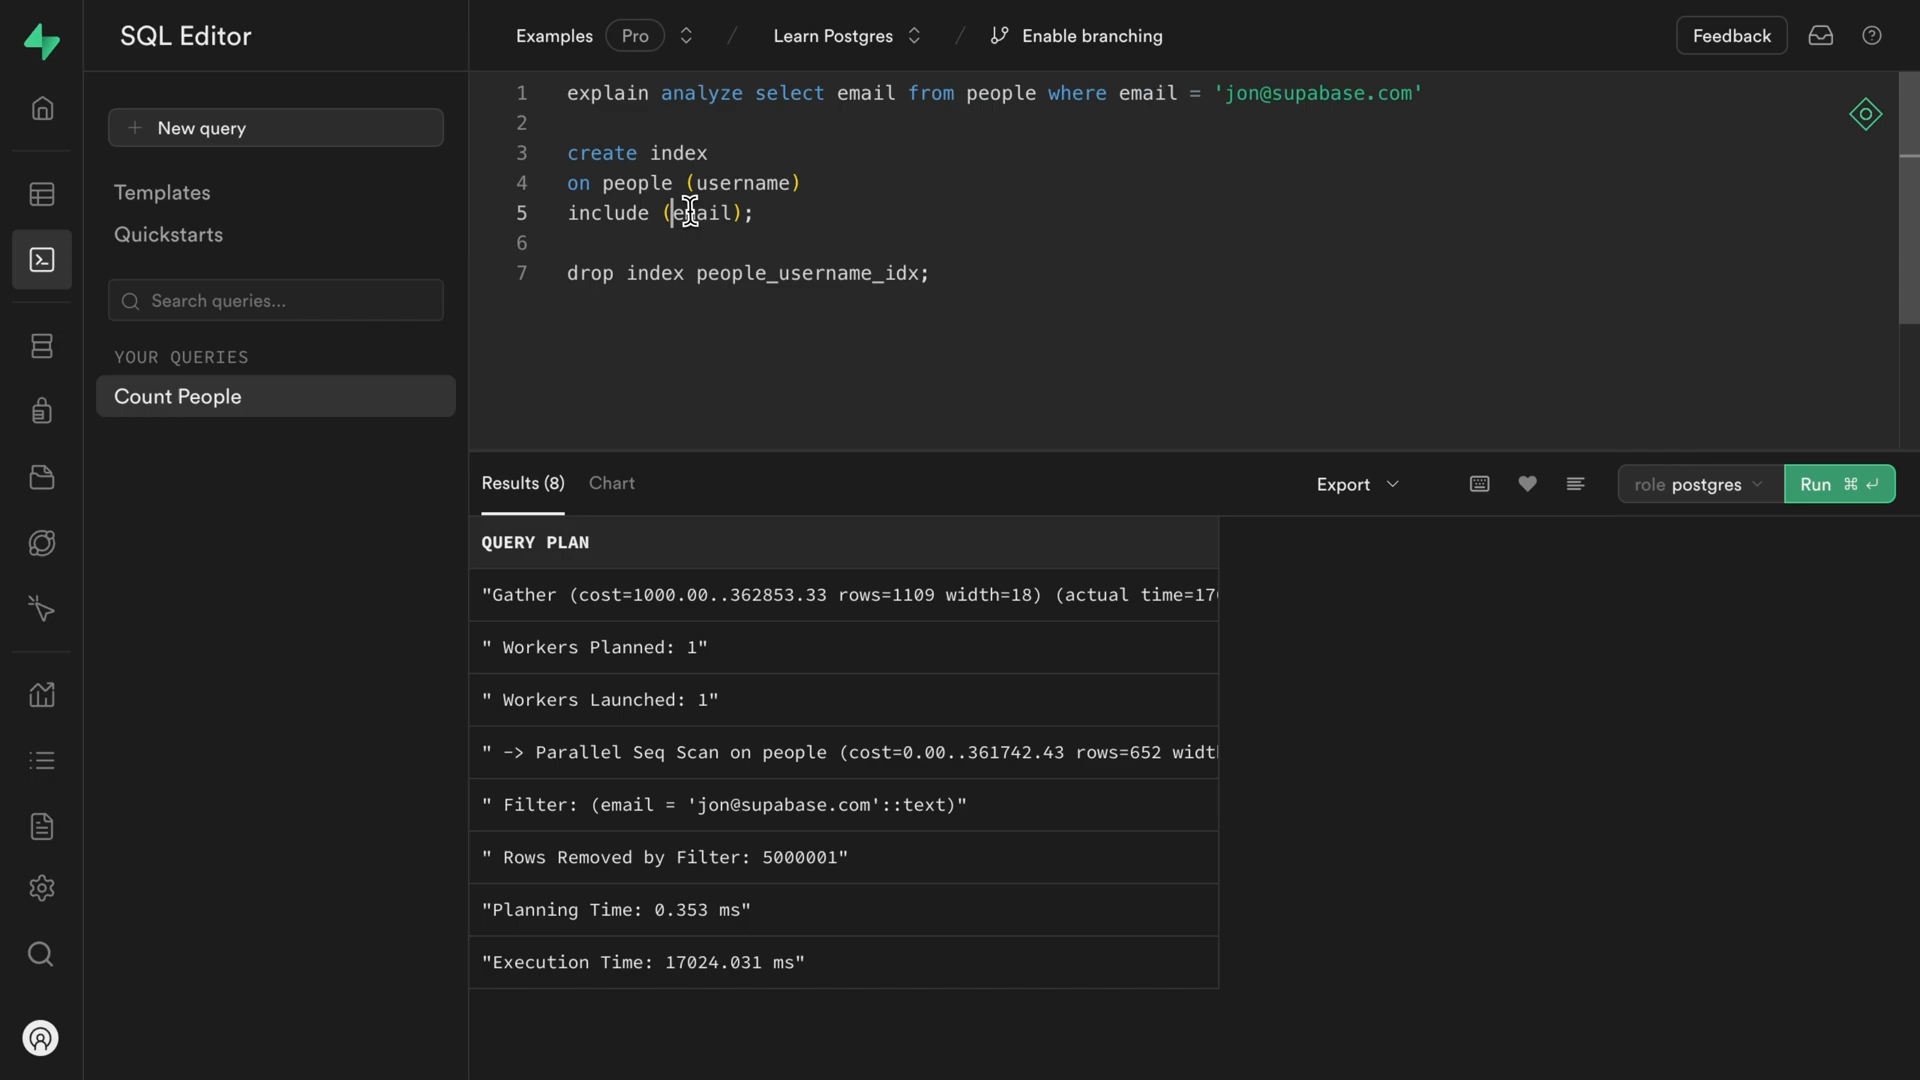 SQL Editor
Examples Pro / Learn Postgres / Enable branching
Feedback
New query
Templates
Quickstarts
Search queries...
YOUR QUERIES
Count People
1 explain analyze select email from people where email = 'jon@supabase.com'
2
3 create index
4 on people (username)
5 include (email);
6
7 drop index people_username_idx;
Results (8) Chart
Export
role postgres
Run ⌘ ↵
QUERY PLAN
"Gather (cost=1000.00..362853.33 rows=1109 width=18) (actual time=17
" Workers Planned: 1"
" Workers Launched: 1"
" -> Parallel Seq Scan on people (cost=0.00..361742.43 rows=652 widt
" Filter: (email = 'jon@supabase.com'::text)"
" Rows Removed by Filter: 5000001"
"Planning Time: 0.353 ms"
"Execution Time: 17024.031 ms"